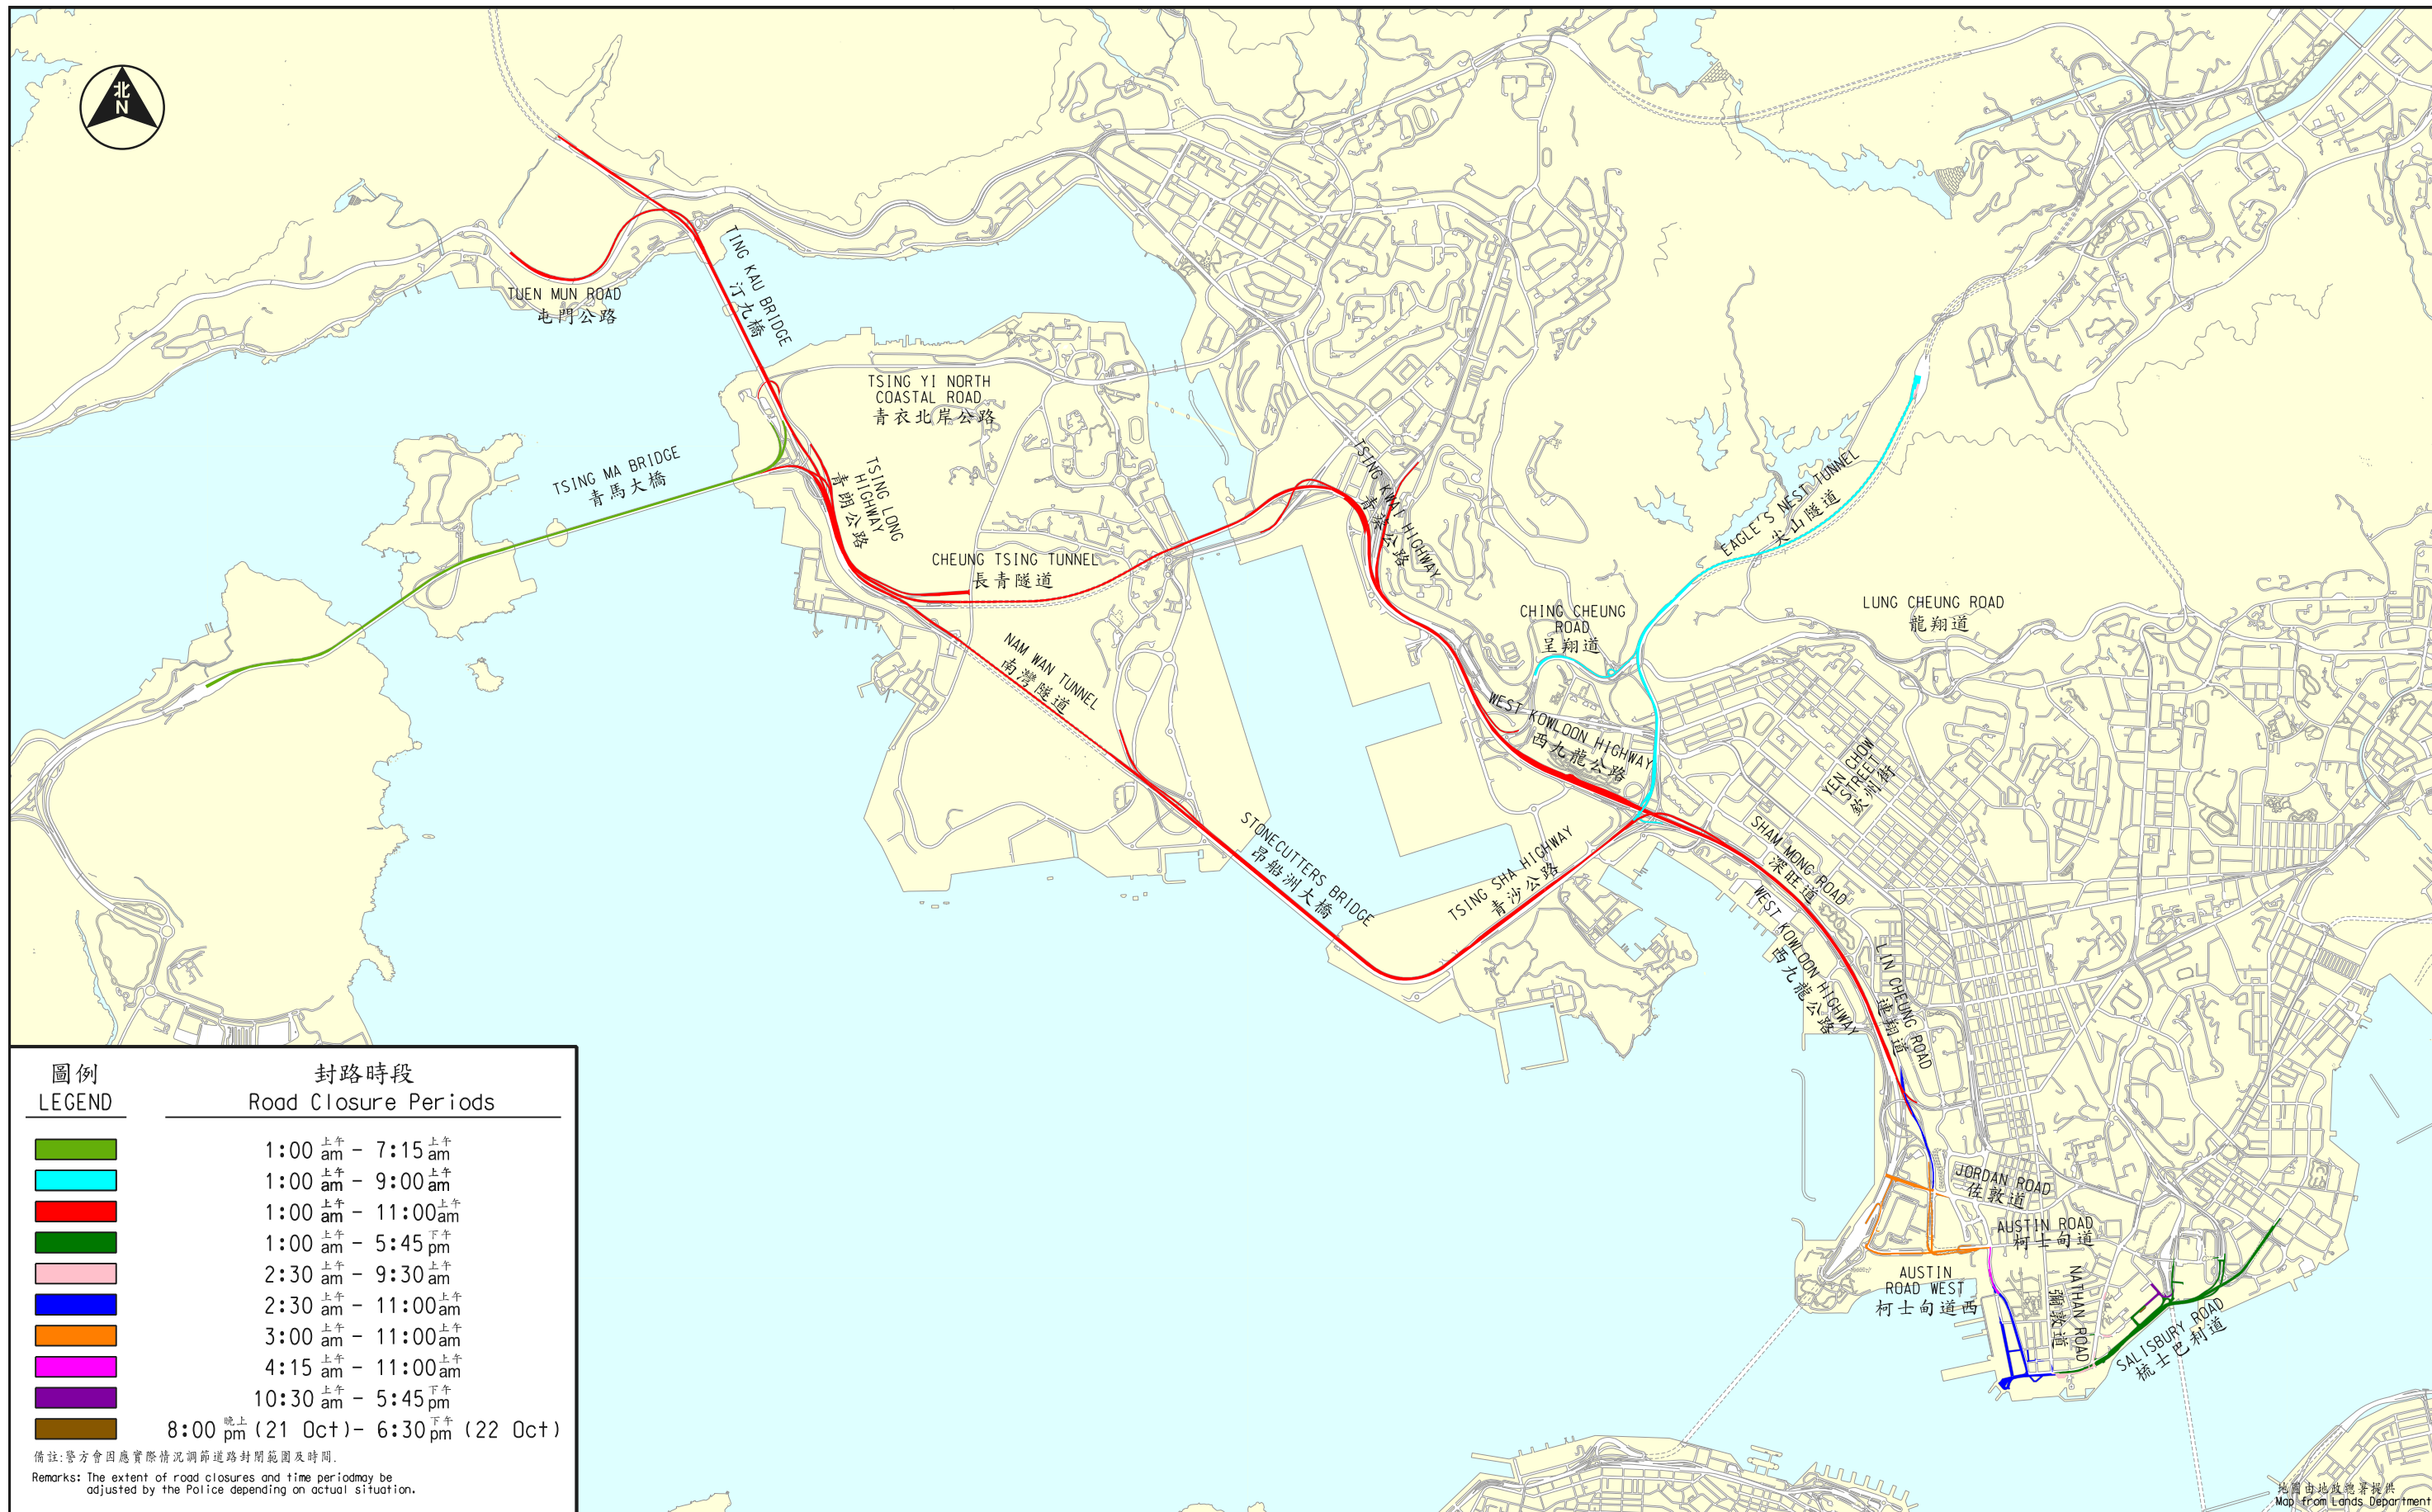 北
N
TUEN MUN ROAD
屯門公路
TING KAU BRIDGE
汀九橋
TSING YI NORTH
COASTAL ROAD
青衣北岸公路
TSING MA BRIDGE
青馬大橋
TSING LONG
HIGHWAY
青朗公路
CHEUNG TSING TUNNEL
長青隧道
NAM WAN TUNNEL
南灣隧道
TSING KWAI HIGHWAY
青葵公路
EAGLE'S NEST TUNNEL
尖山隧道
CHING CHEUNG
ROAD
呈翔道
LUNG CHEUNG ROAD
龍翔道
WEST KOWLOON HIGHWAY
西九龍公路
YEN CHOW
STREET
欽州街
STONECUTTERS BRIDGE
昂船洲大橋
TSING SHA HIGHWAY
青沙公路
SHAM MONG ROAD
深旺道
WEST KOWLOON HIGHWAY
西九龍公路
LIN CHEUNG ROAD
連翔道
JORDAN ROAD
佐敦道
AUSTIN ROAD
柯士甸道
AUSTIN
ROAD WEST
柯士甸道西
NATHAN ROAD
彌敦道
SALISBURY ROAD
梳士巴利道
圖例
LEGEND
封路時段
Road Closure Periods
1:00 上午 am - 7:15 上午 am
1:00 上午 am - 9:00 上午 am
1:00 上午 am - 11:00 上午 am
1:00 上午 am - 5:45 下午 pm
2:30 上午 am - 9:30 上午 am
2:30 上午 am - 11:00 上午 am
3:00 上午 am - 11:00 上午 am
4:15 上午 am - 11:00 上午 am
10:30 上午 am - 5:45 下午 pm
8:00 晚上 pm (21 Oct) - 6:30 下午 pm (22 Oct)
備註:警方會因應實際情況調節道路封閉範圍及時間.
Remarks: The extent of road closures and time periodmay be
adjusted by the Police depending on actual situation.
地圖由地政總署提供
Map from Lands Department